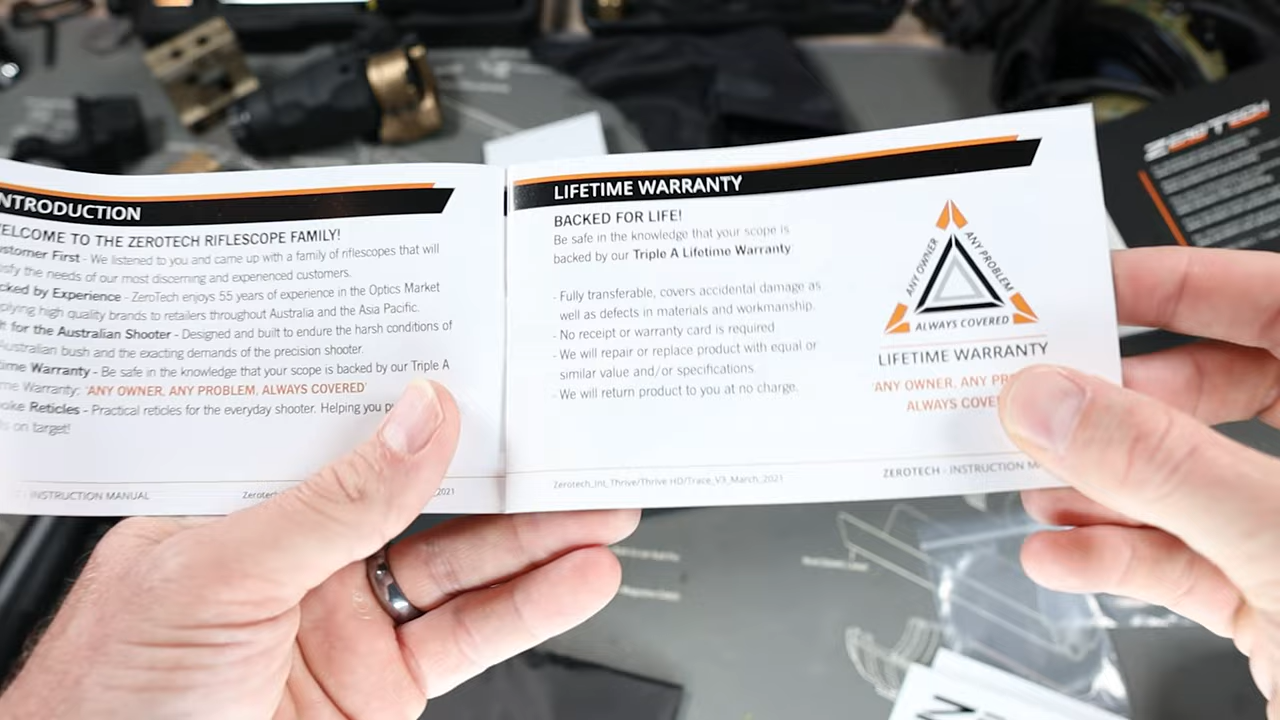 NTRODUCTION
ELCOME TO THE ZEROTECH RIFLESCOPE FAMILY!
stomer First - We listened to you and came up with a family of riflescopes that will
sfy the needs of our most discerning and experienced customers.
cked by Experience - ZeroTech enjoys 55 years of experience in the Optics Market
plying high quality brands to retailers throughout Australia and the Asia Pacific.
t for the Australian Shooter - Designed and built to endure the harsh conditions of
Australian bush and the exacting demands of the precision shooter.
ime Warranty - Be safe in the knowledge that your scope is backed by our Triple A
me Warranty: 'ANY OWNER, ANY PROBLEM, ALWAYS COVERED'
oke Reticles - Practical reticles for the everyday shooter. Helping you p
s on target!
INSTRUCTION MANUAL
Zerotech
2021
LIFETIME WARRANTY
BACKED FOR LIFE!
Be safe in the knowledge that your scope is
backed by our Triple A Lifetime Warranty
- Fully transferable, covers accidental damage as
well as defects in materials and workmanship.
- No receipt or warranty card is required
- We will repair or replace product with equal or
similar value and/or specifications
- We will return product to you at no charge.
ANY OWNER
ANY PROBLEM
ALWAYS COVERED
LIFETIME WARRANTY
'ANY OWNER, ANY PR
ALWAYS COVE
Zerotech_Int_Thrive/Thrive HD/Trace_V3_March_2021
ZEROTECH - INSTRUCTION M
ZEROTECH